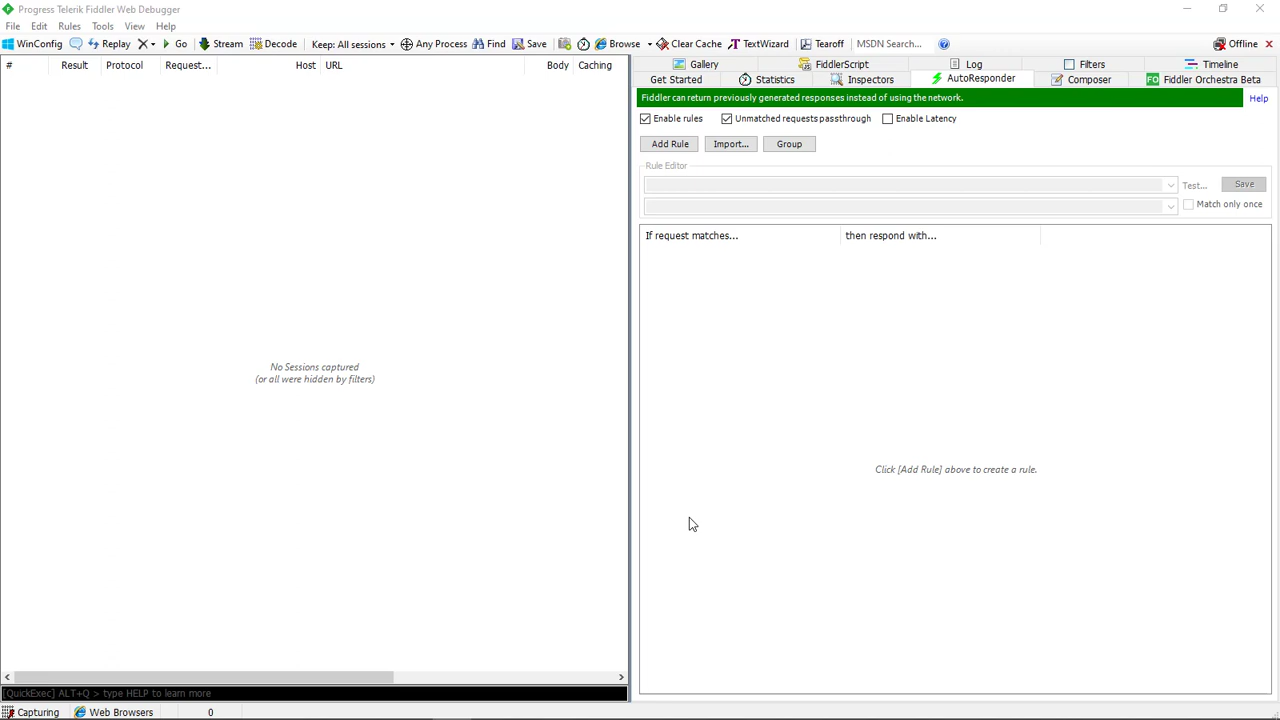 Progress Telerik Fiddler Web Debugger
File Edit Rules Tools View Help
WinConfig Replay Go Stream Decode Keep: All sessions Any Process Find Save Browse Clear Cache TextWizard Tearoff MSDN Search... Offline
# Result Protocol Request... Host URL Body Caching
No Sessions captured
(or all were hidden by filters)
[QuickExec] ALT+Q > type HELP to learn more
Capturing Web Browsers 0
Gallery FiddlerScript Log Filters Timeline
Get Started Statistics Inspectors AutoResponder Composer FO Fiddler Orchestra Beta
Fiddler can return previously generated responses instead of using the network. Help
Enable rules Unmatched requests passthrough Enable Latency
Add Rule Import... Group
Rule Editor
Test... Save
Match only once
If request matches... then respond with...
Click [Add Rule] above to create a rule.